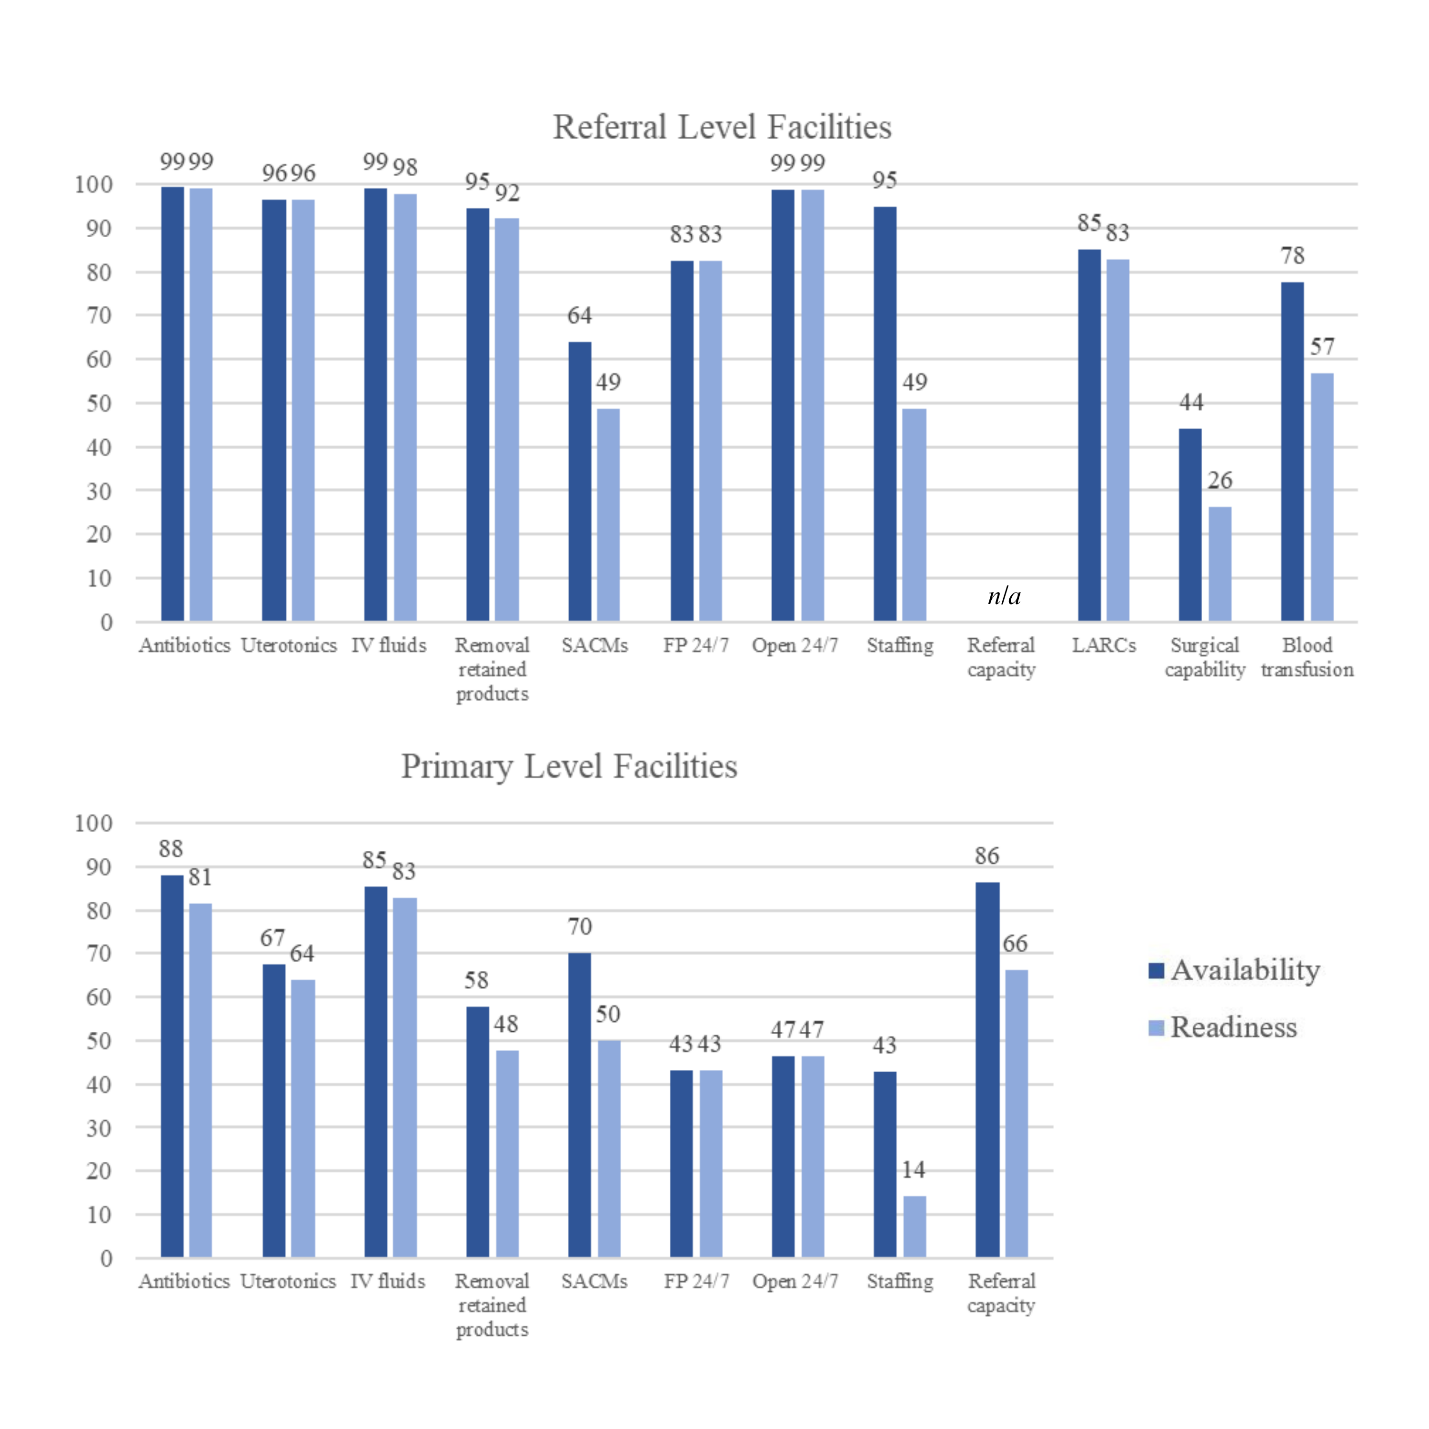 Referral Level Facilities
99 99 96 96 99 98 95 92 64 49 83 83 99 99 95 49 n/a 85 83 44 26 78 57
100
90
80
70
60
50
40
30
20
10
0
Antibiotics Uterotonics IV fluids Removal SACMs FP 24/7 Open 24/7 Staffing Referral LARCs Surgical Blood
retained capacity capability transfusion
products
Primary Level Facilities
88 81 67 64 85 83 58 48 70 50 43 43 47 47 43 14 86 66
100
90
80
70
60
50
40
30
20
10
0
Antibiotics Uterotonics IV fluids Removal SACMs FP 24/7 Open 24/7 Staffing Referral
retained capacity
products
Availability
Readiness